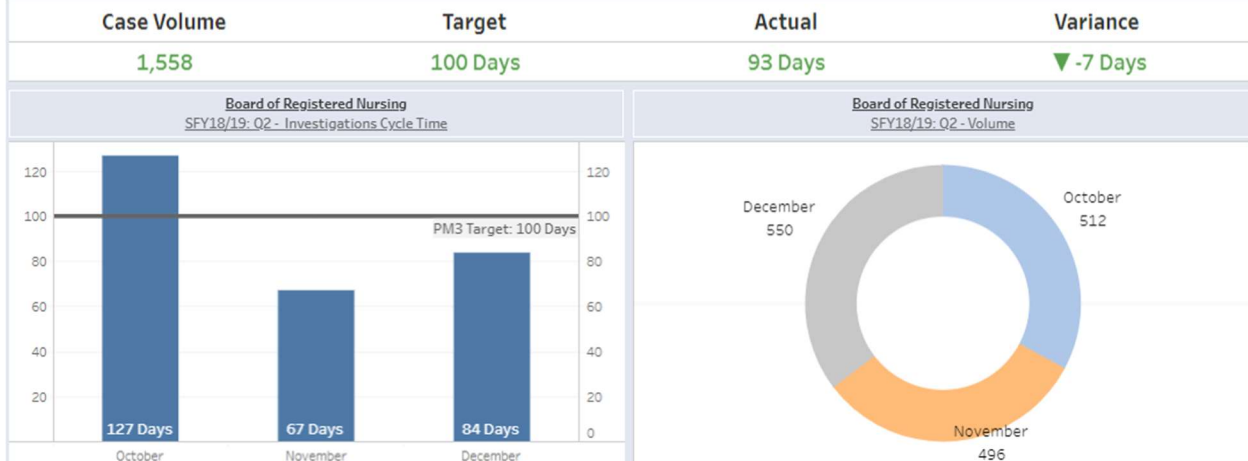 Case Volume Target Actual Variance
1,558 100 Days 93 Days ▼ -7 Days
Board of Registered Nursing
SFY18/19: Q2 - Investigations Cycle Time
120 120
100 100
PM3 Target: 100 Days
80 80
60 60
40 40
20 20
0
127 Days 67 Days 84 Days
October November December
Board of Registered Nursing
SFY18/19: Q2 - Volume
December
550
October
512
November
496